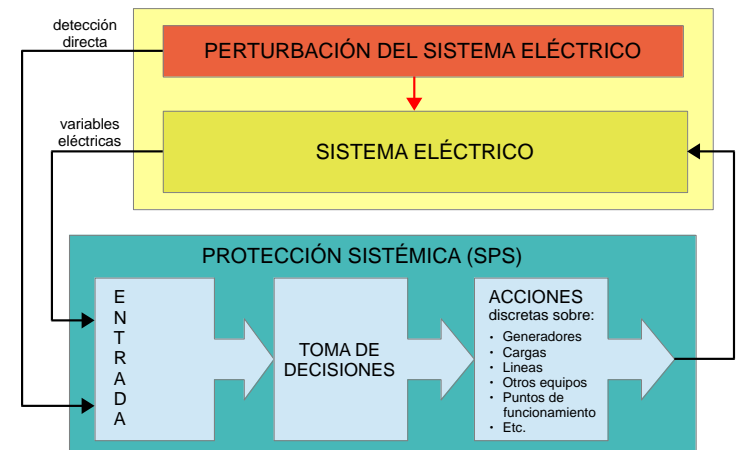 detección
directa
PERTURBACIÓN DEL SISTEMA ELÉCTRICO
variables
eléctricas
SISTEMA ELÉCTRICO
PROTECCIÓN SISTÉMICA (SPS)
E
N
T
R
A
D
A
TOMA DE
DECISIONES
ACCIONES
discretas sobre:
· Generadores
· Cargas
· Lineas
· Otros equipos
· Puntos de
funcionamiento
· Etc.